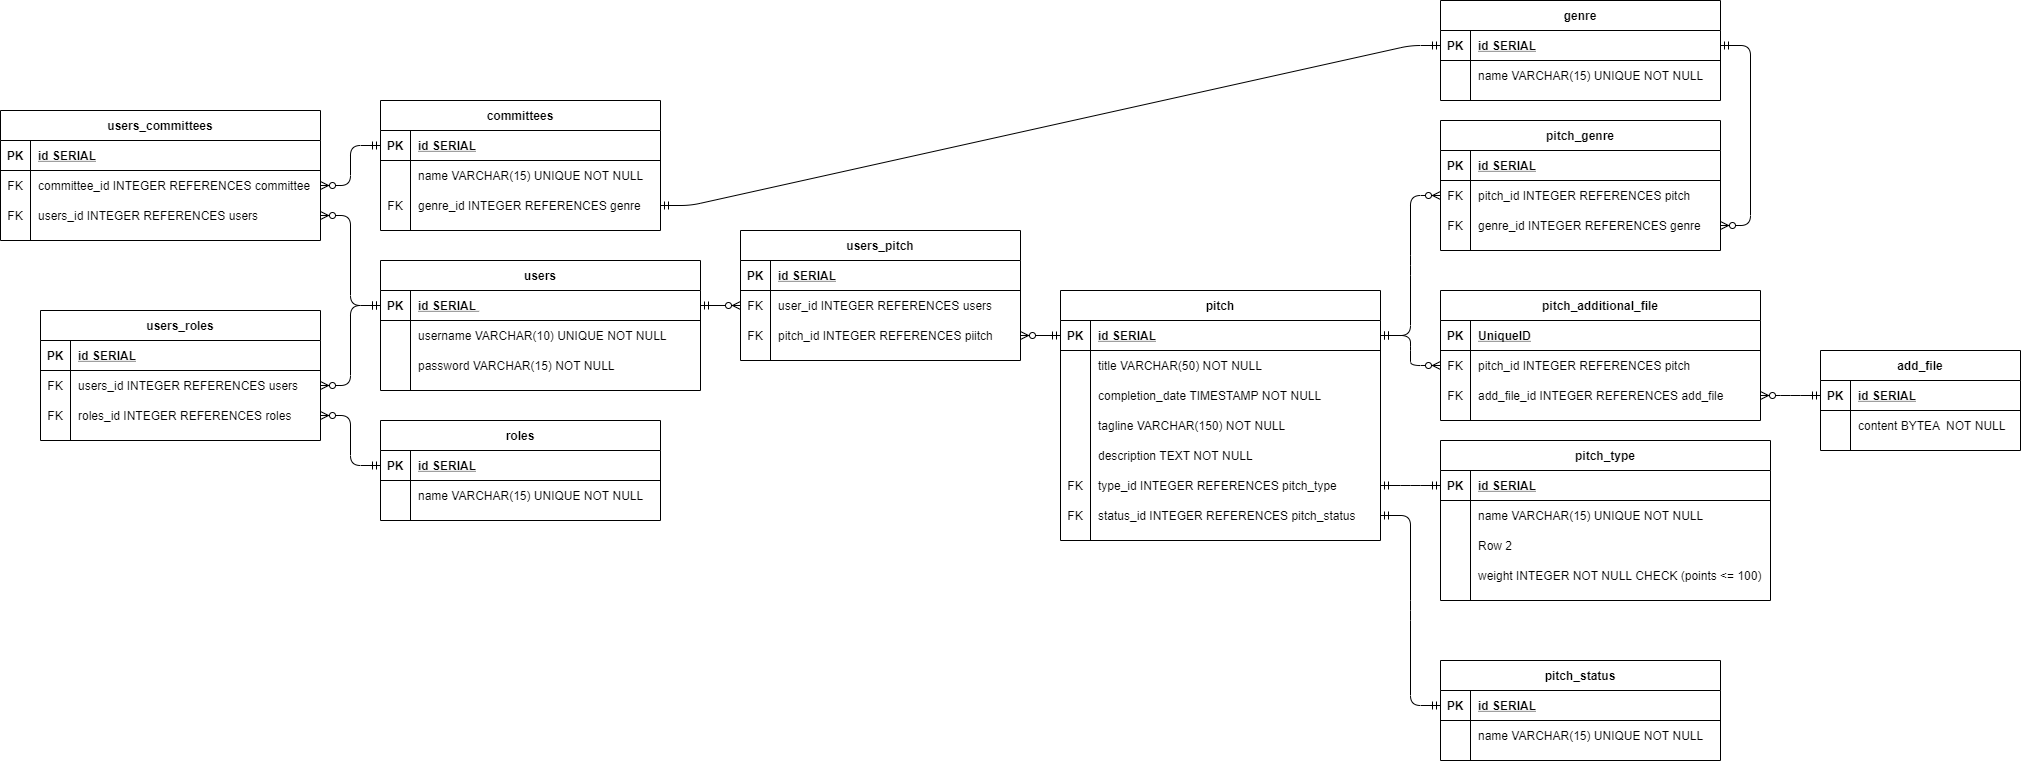 genre
PK id SERIAL
name VARCHAR(15) UNIQUE NOT NULL
users_committees
PK id SERIAL
FK committee_id INTEGER REFERENCES committee
FK users_id INTEGER REFERENCES users
committees
PK id SERIAL
name VARCHAR(15) UNIQUE NOT NULL
FK genre_id INTEGER REFERENCES genre
pitch_genre
PK id SERIAL
FK pitch_id INTEGER REFERENCES pitch
FK genre_id INTEGER REFERENCES genre
users_roles
PK id SERIAL
FK users_id INTEGER REFERENCES users
FK roles_id INTEGER REFERENCES roles
users
PK id SERIAL
username VARCHAR(10) UNIQUE NOT NULL
password VARCHAR(15) NOT NULL
roles
PK id SERIAL
name VARCHAR(15) UNIQUE NOT NULL
users_pitch
PK id SERIAL
FK user_id INTEGER REFERENCES users
FK pitch_id INTEGER REFERENCES piitch
pitch
PK id SERIAL
title VARCHAR(50) NOT NULL
completion_date TIMESTAMP NOT NULL
tagline VARCHAR(150) NOT NULL
description TEXT NOT NULL
FK type_id INTEGER REFERENCES pitch_type
FK status_id INTEGER REFERENCES pitch_status
pitch_additional_file
PK UniqueID
FK pitch_id INTEGER REFERENCES pitch
FK add_file_id INTEGER REFERENCES add_file
add_file
PK id SERIAL
content BYTEA NOT NULL
pitch_type
PK id SERIAL
name VARCHAR(15) UNIQUE NOT NULL
Row 2
weight INTEGER NOT NULL CHECK (points <= 100)
pitch_status
PK id SERIAL
name VARCHAR(15) UNIQUE NOT NULL